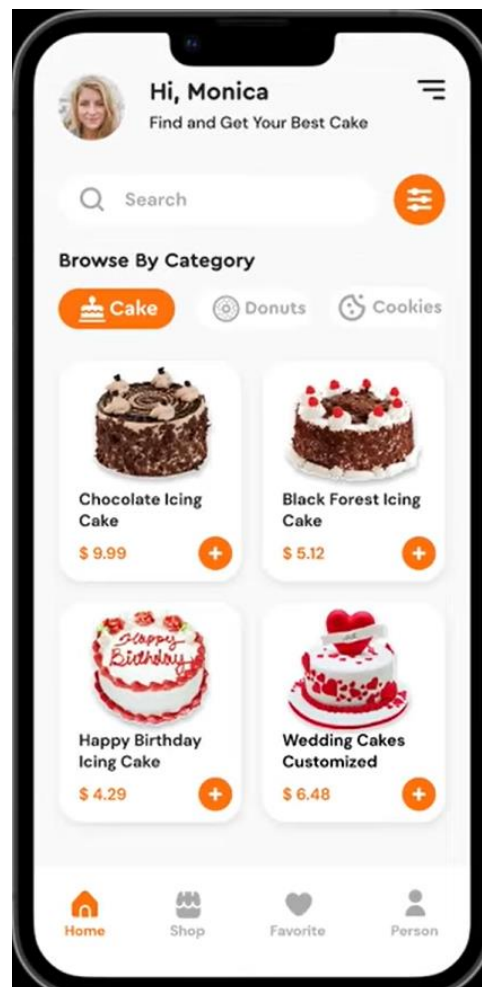 Hi, Monica
Find and Get Your Best Cake
Search
Browse By Category
Cake
Donuts
Cookies
Chocolate Icing
Cake
$ 9.99
Black Forest Icing
Cake
$ 5.12
Happy
Birthday
Happy Birthday
Icing Cake
$ 4.29
Wedding Cakes
Customized
$ 6.48
Home
Shop
Favorite
Person